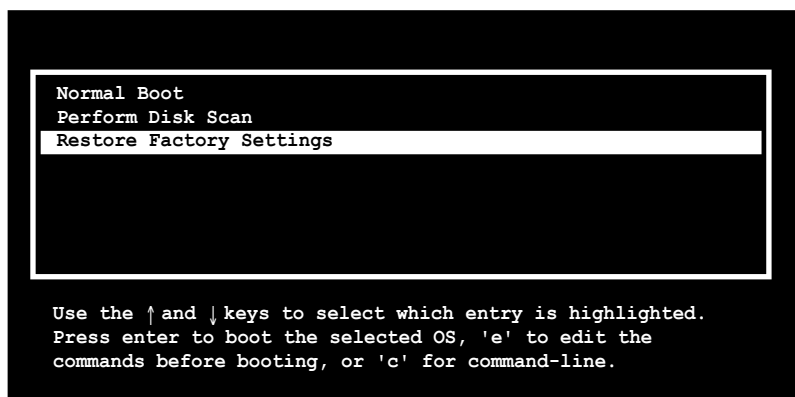 Normal Boot
Perform Disk Scan
Restore Factory Settings
Use the ↑ and ↓ keys to select which entry is highlighted.
Press enter to boot the selected OS, 'e' to edit the
commands before booting, or 'c' for command-line.